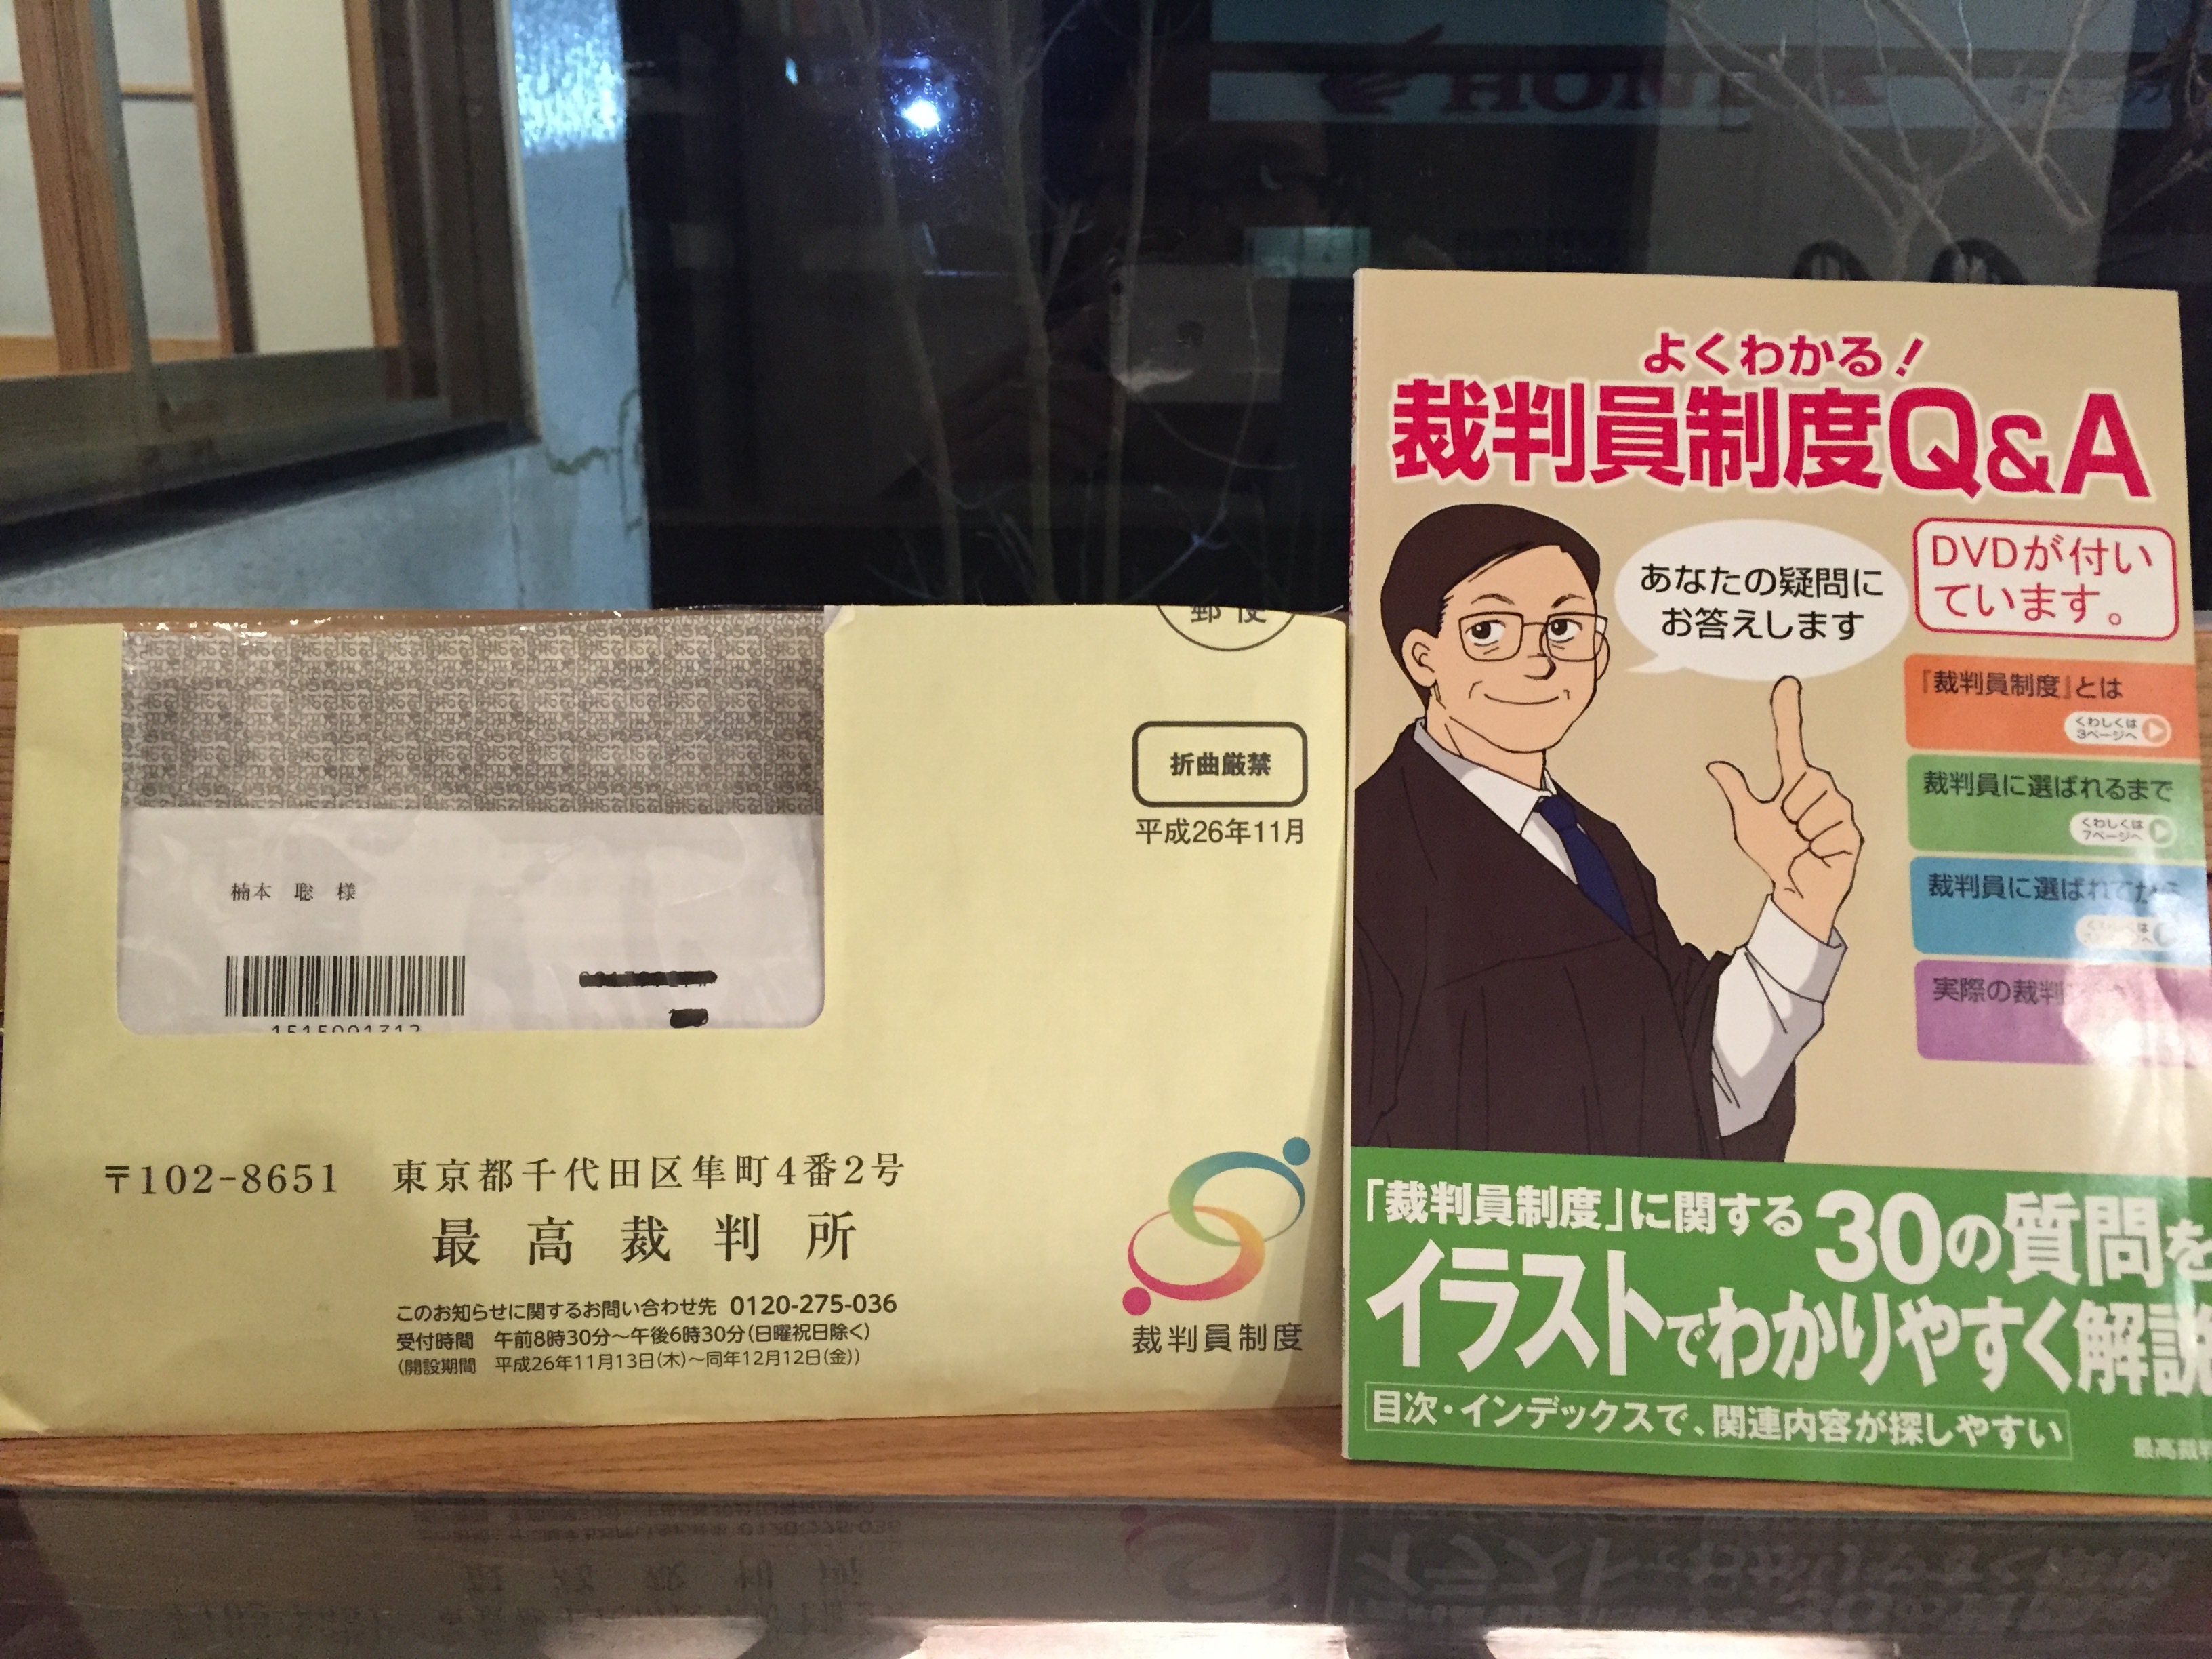 郵便
折曲厳禁
平成26年11月
楠本 聡 様
〒102-8651 東京都千代田区隼町4番2号
最高裁判所
このお知らせに関するお問い合わせ先 0120-275-036
受付時間 午前8時30分～午後6時30分(日曜祝日除く)
(開設期間 平成26年11月13日(木)～同年12月12日(金))
裁判員制度
よくわかる!
裁判員制度Q&A
あなたの疑問に
お答えします
DVDが付い
ています。
『裁判員制度』とは
くわしくは
3ページへ
裁判員に選ばれるまで
くわしくは
7ページへ
裁判員に選ばれてから
実際の裁判
「裁判員制度」に関する30の質問を
イラストでわかりやすく解説
目次・インデックスで、関連内容が探しやすい
最高裁判